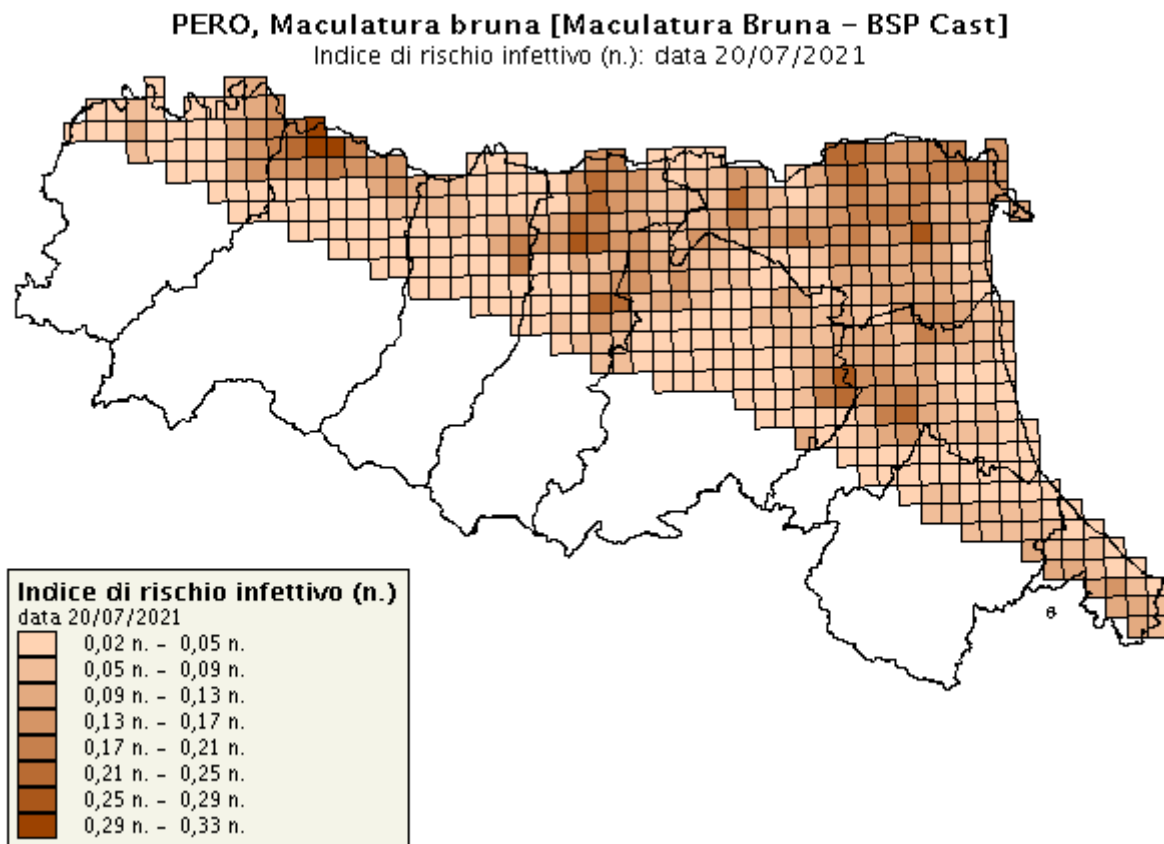 PERO, Maculatura bruna [Maculatura Bruna – BSP Cast]
Indice di rischio infettivo (n.): data 20/07/2021
Indice di rischio infettivo (n.)
data 20/07/2021
0,02 n. – 0,05 n.
0,05 n. – 0,09 n.
0,09 n. – 0,13 n.
0,13 n. – 0,17 n.
0,17 n. – 0,21 n.
0,21 n. – 0,25 n.
0,25 n. – 0,29 n.
0,29 n. – 0,33 n.